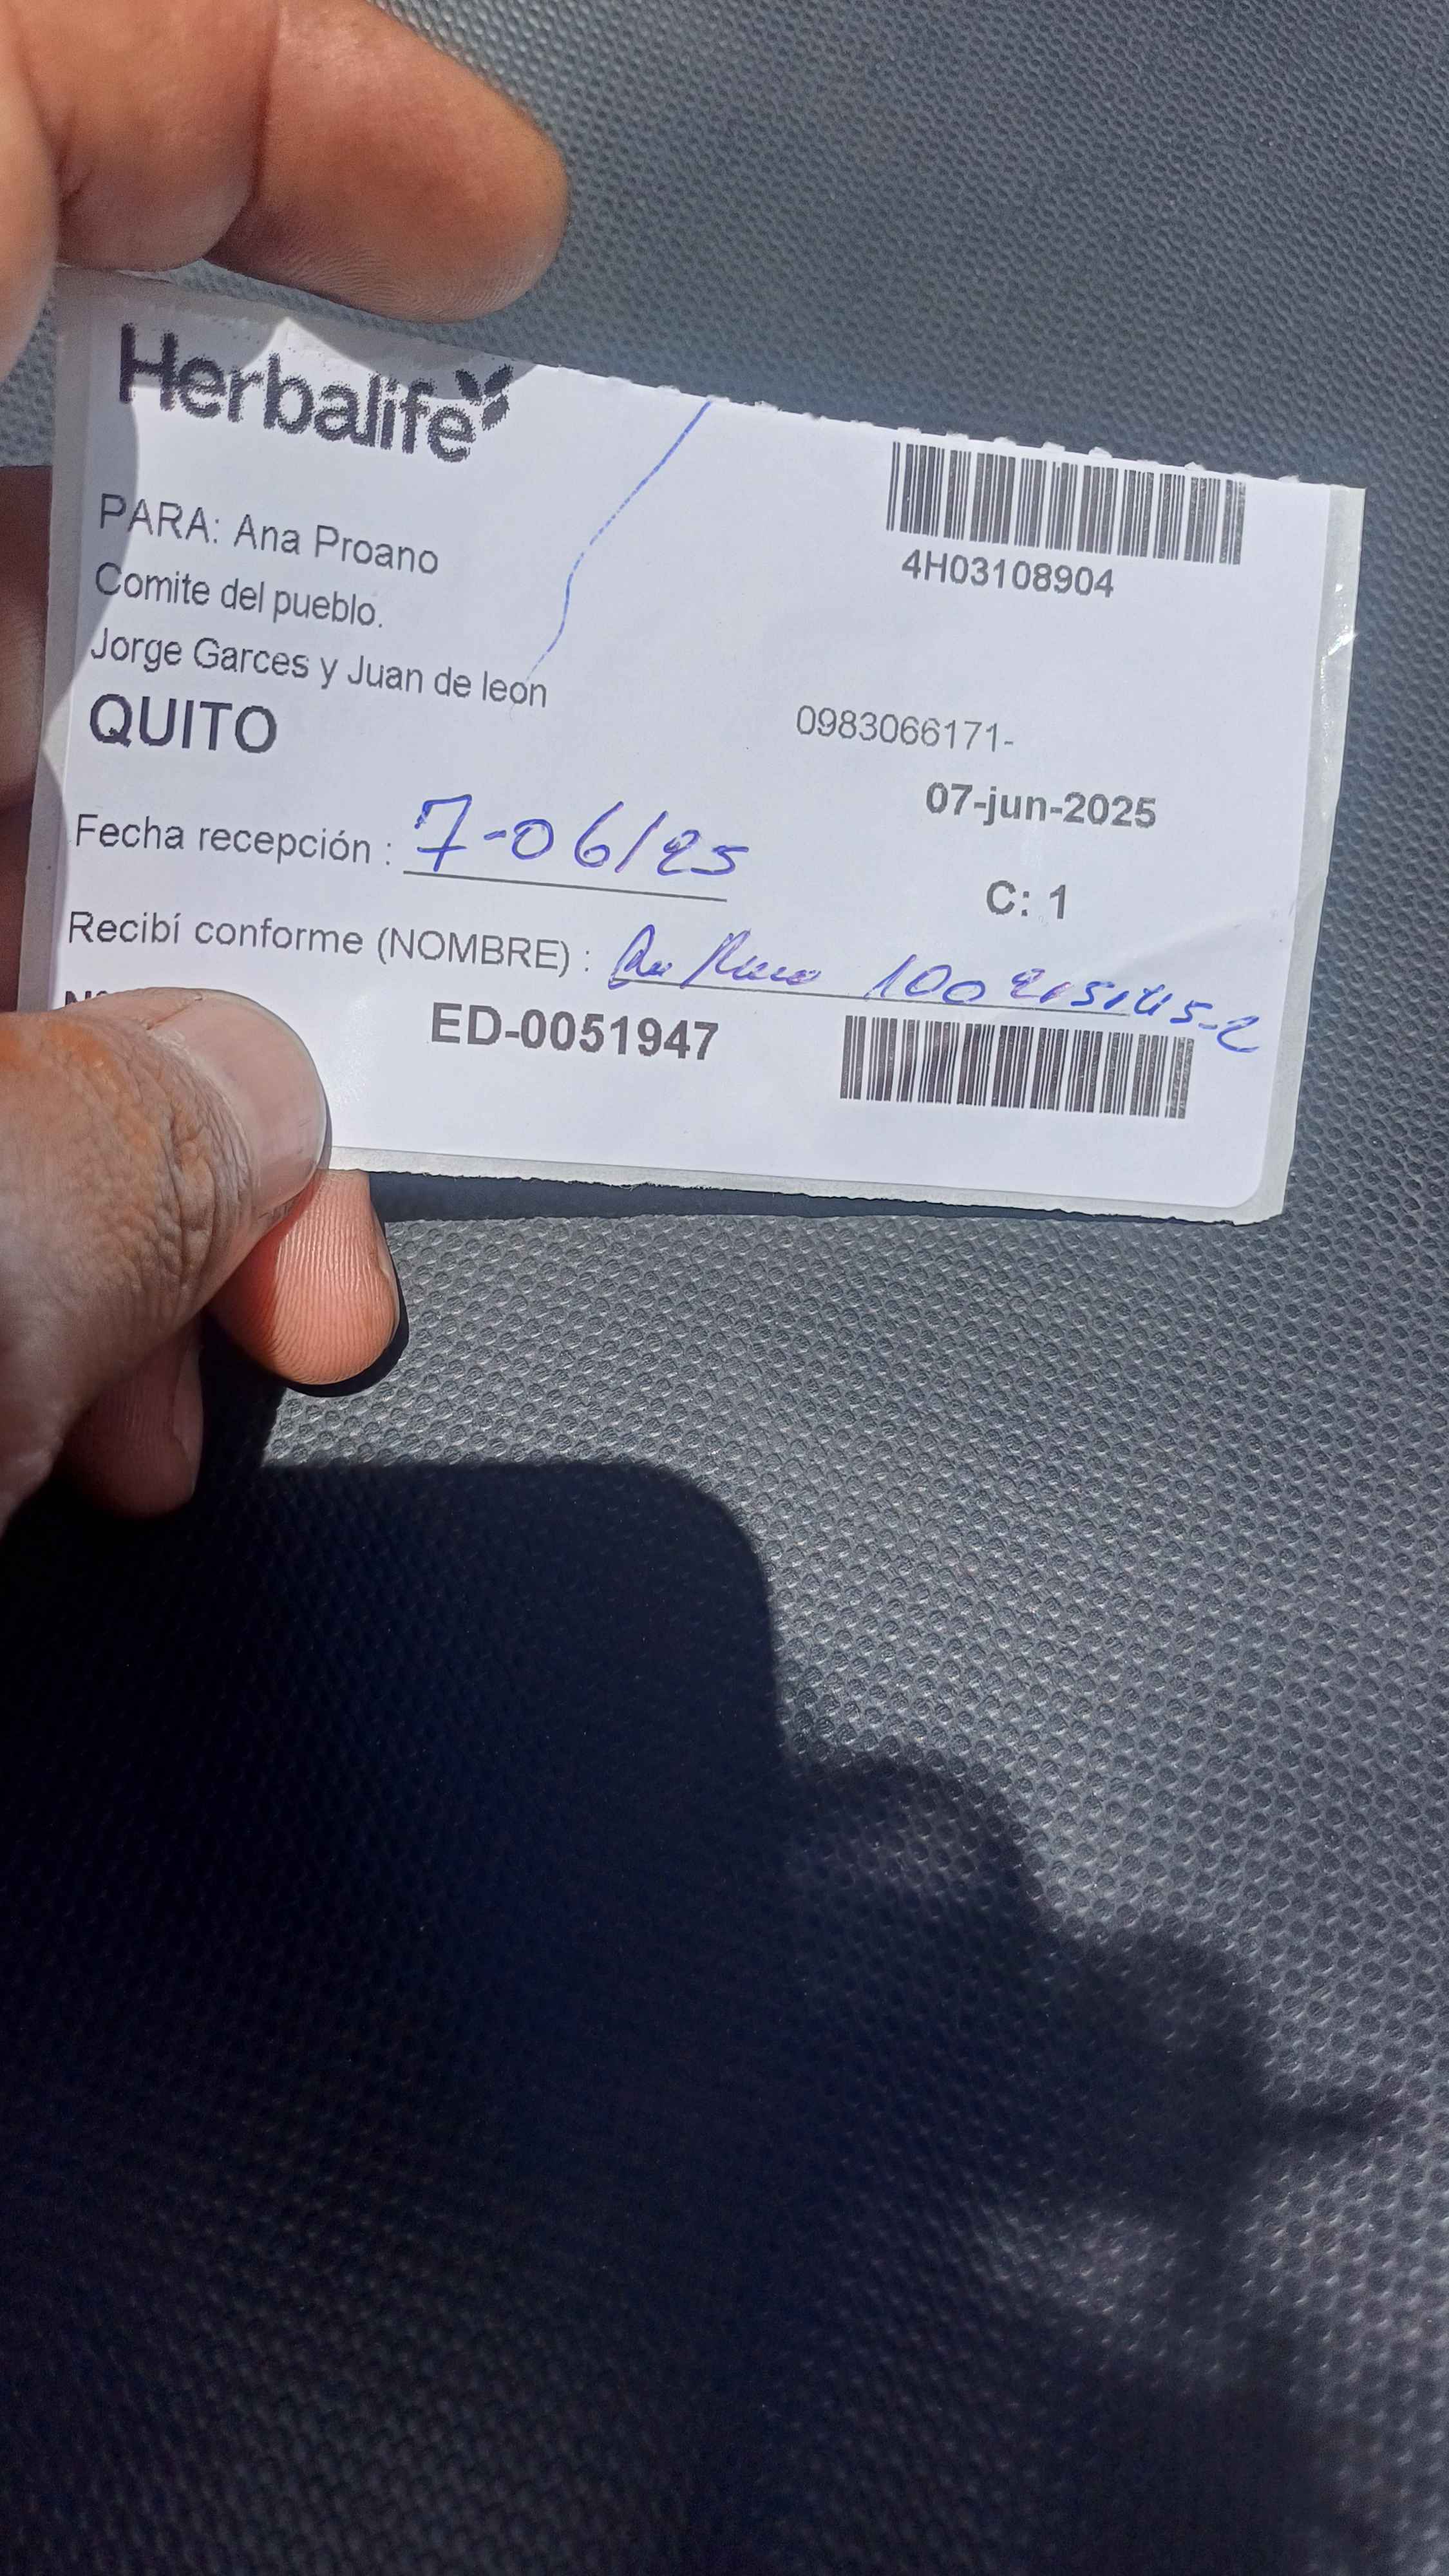 Herbalife
4H03108904
PARA: Ana Proano
Comite del pueblo.
Jorge Garces y Juan de leon
QUITO
0983066171-
07-jun-2025
Fecha recepción : 7-06/25
C: 1
Recibí conforme (NOMBRE) :
ED-0051947